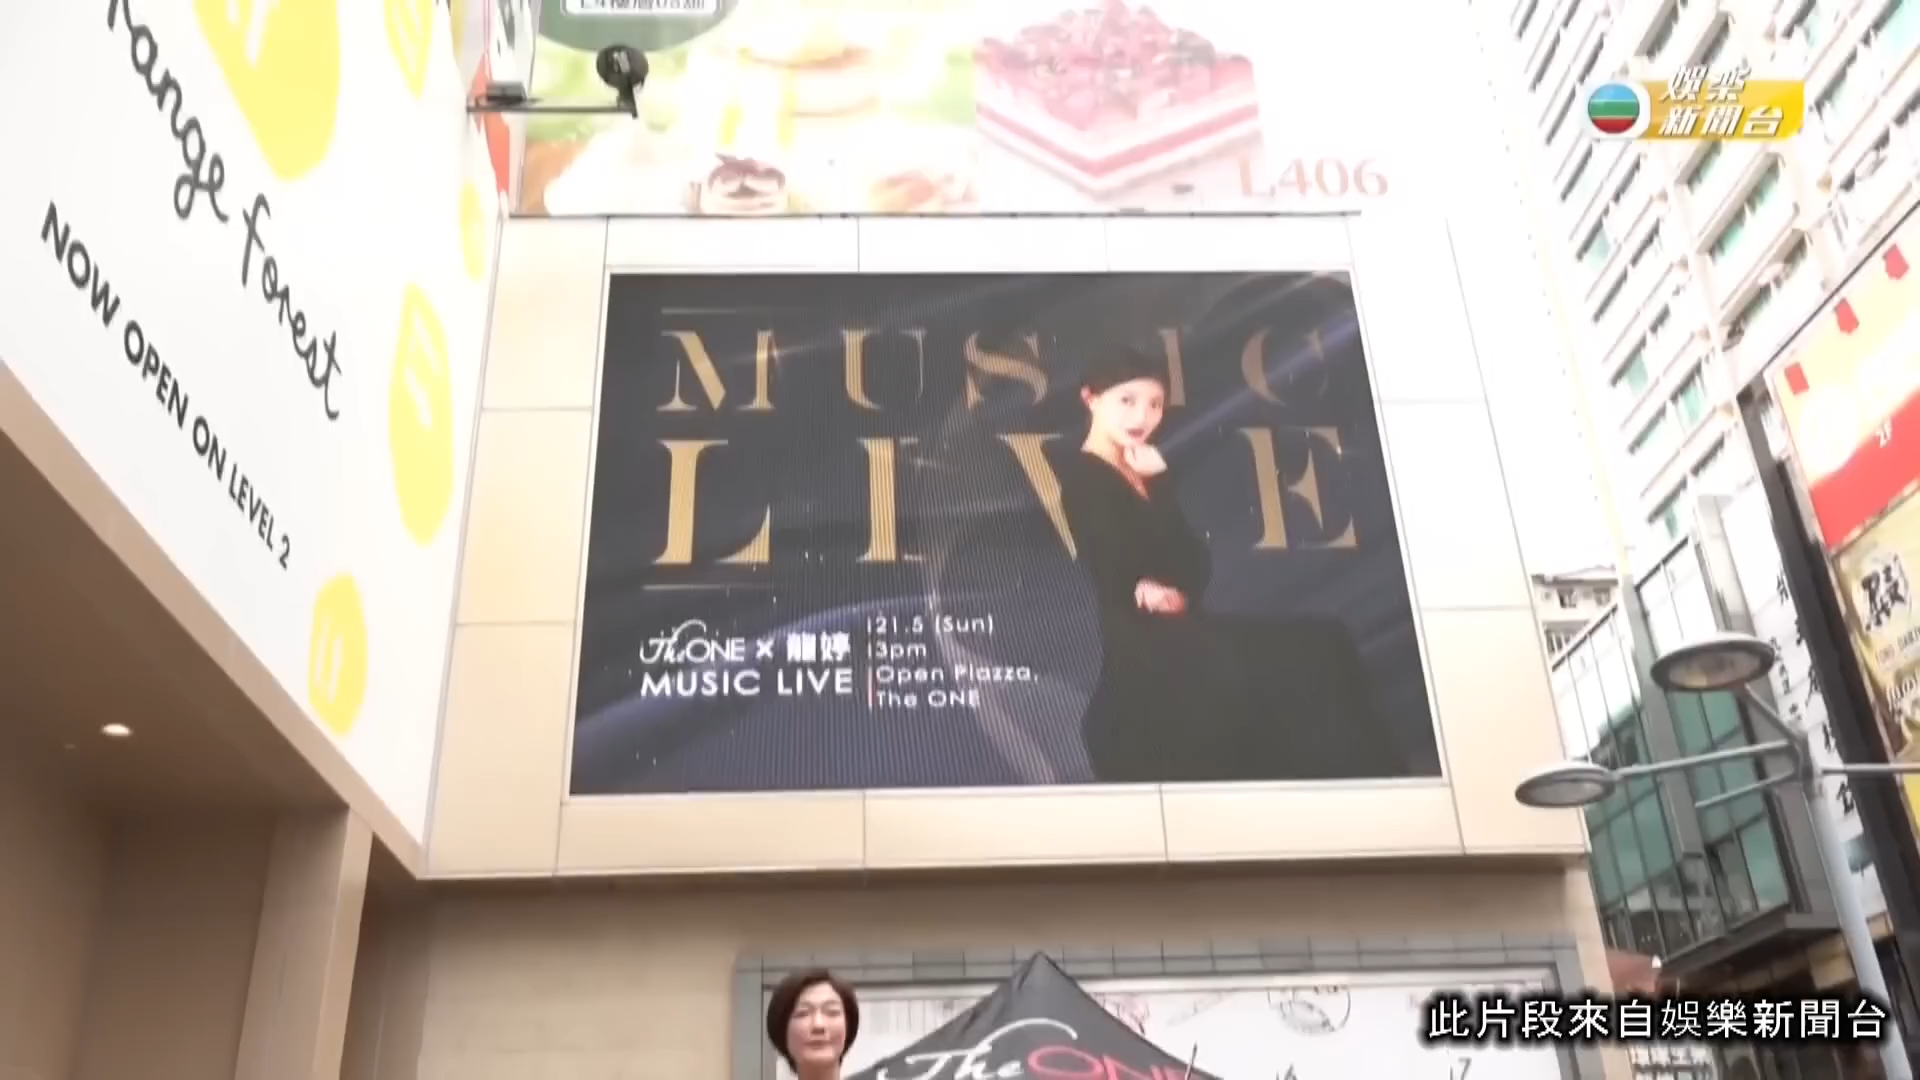 娛樂
新聞台
L406
range forest
NOW OPEN ON LEVEL 2
MUSIC
LIVE
The ONE × 龍婷
MUSIC LIVE
21.5 (Sun)
3pm
Open Piazza,
The ONE
2F
The ONE
此片段來自娛樂新聞台